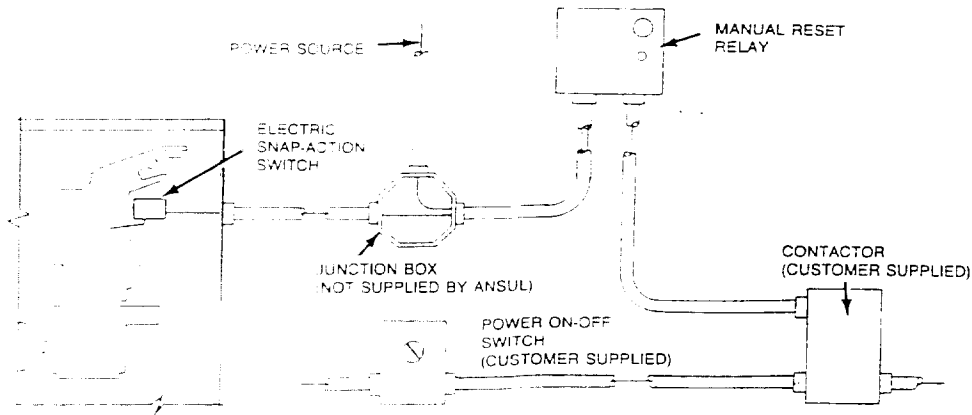 POWER SOURCE
MANUAL RESET
RELAY
ELECTRIC
SNAP-ACTION
SWITCH
JUNCTION BOX
(NOT SUPPLIED BY ANSUL)
CONTACTOR
(CUSTOMER SUPPLIED)
POWER ON-OFF
SWITCH
(CUSTOMER SUPPLIED)